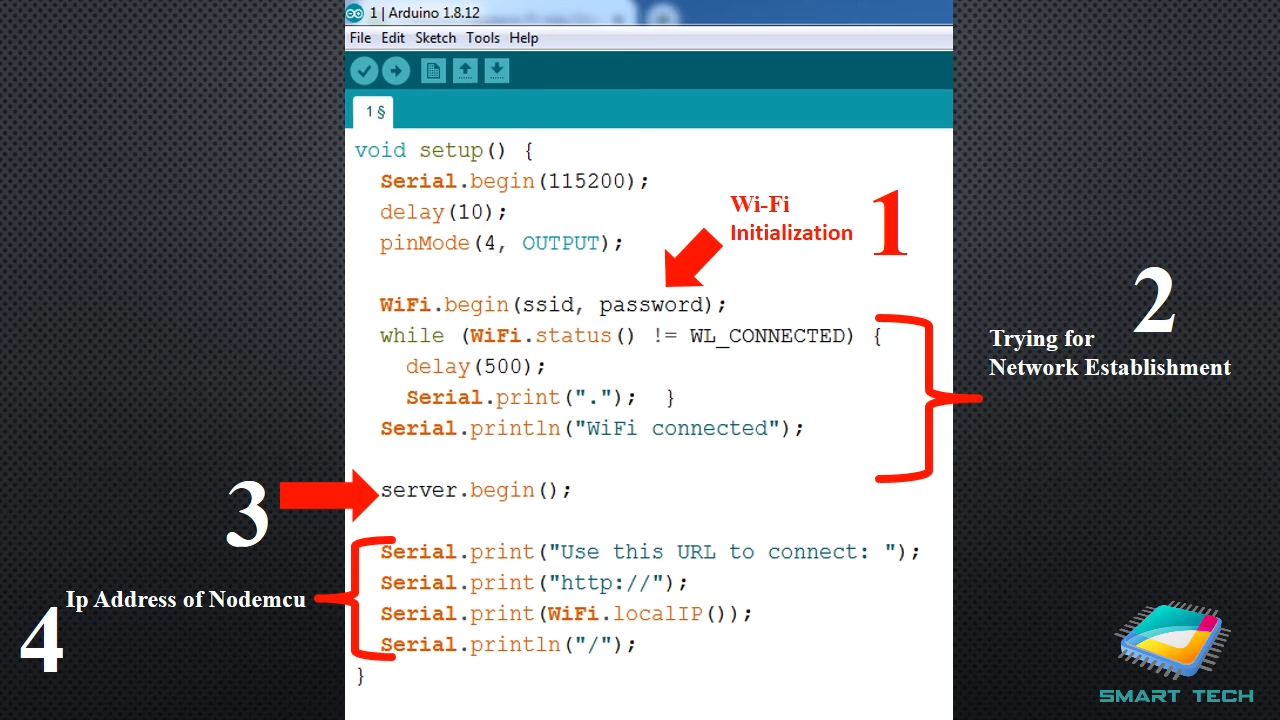 1 | Arduino 1.8.12
File Edit Sketch Tools Help
1 §
void setup() {
Serial.begin(115200);
delay(10);
pinMode(4, OUTPUT);
Wi-Fi
Initialization
1
WiFi.begin(ssid, password);
while (WiFi.status() != WL_CONNECTED) {
delay(500);
Serial.print("."); }
Serial.println("WiFi connected");
2
Trying for
Network Establishment
3
server.begin();
Serial.print("Use this URL to connect: ");
Serial.print("http://");
Serial.print(WiFi.localIP());
Serial.println("/");
}
Ip Address of Nodemcu
4
SMART TECH